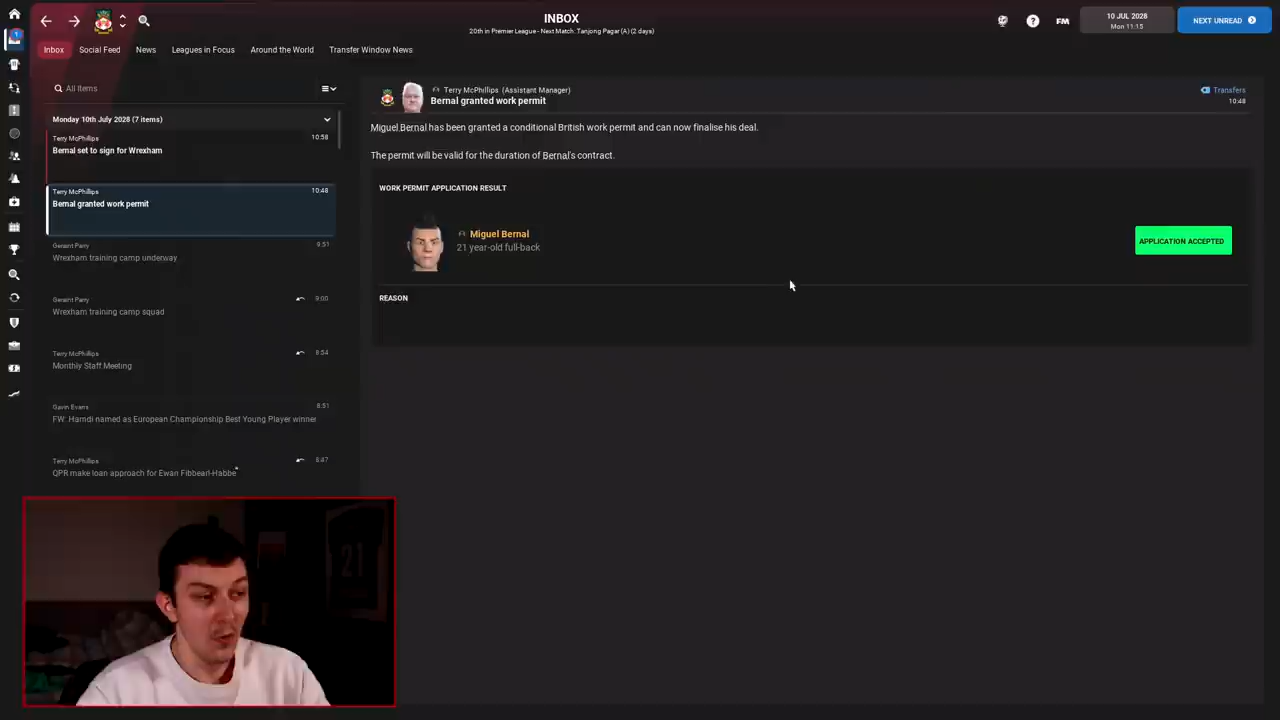 INBOX
20th in Premier League - Next Match: Tanjong Pagar (A) (2 days)
FM
10 JUL 2028
Mon 11:15
NEXT UNREAD
Inbox
Social Feed
News
Leagues in Focus
Around the World
Transfer Window News
All Items
Monday 10th July 2028 (7 items)
Terry McPhillips
10:58
Bernal set to sign for Wrexham
Terry McPhillips
10:48
Bernal granted work permit
Geraint Parry
9:51
Wrexham training camp underway
Geraint Parry
9:00
Wrexham training camp squad
Terry McPhillips
8:54
Monthly Staff Meeting
Gavin Evans
8:51
FW: Hamdi named as European Championship Best Young Player winner
Terry McPhillips
8:47
QPR make loan approach for Ewan Fibbearl-Habbe
Terry McPhillips (Assistant Manager)
Bernal granted work permit
Transfers
10:48
Miguel Bernal has been granted a conditional British work permit and can now finalise his deal.
The permit will be valid for the duration of Bernal's contract.
WORK PERMIT APPLICATION RESULT
Miguel Bernal
21 year-old full-back
APPLICATION ACCEPTED
REASON
21